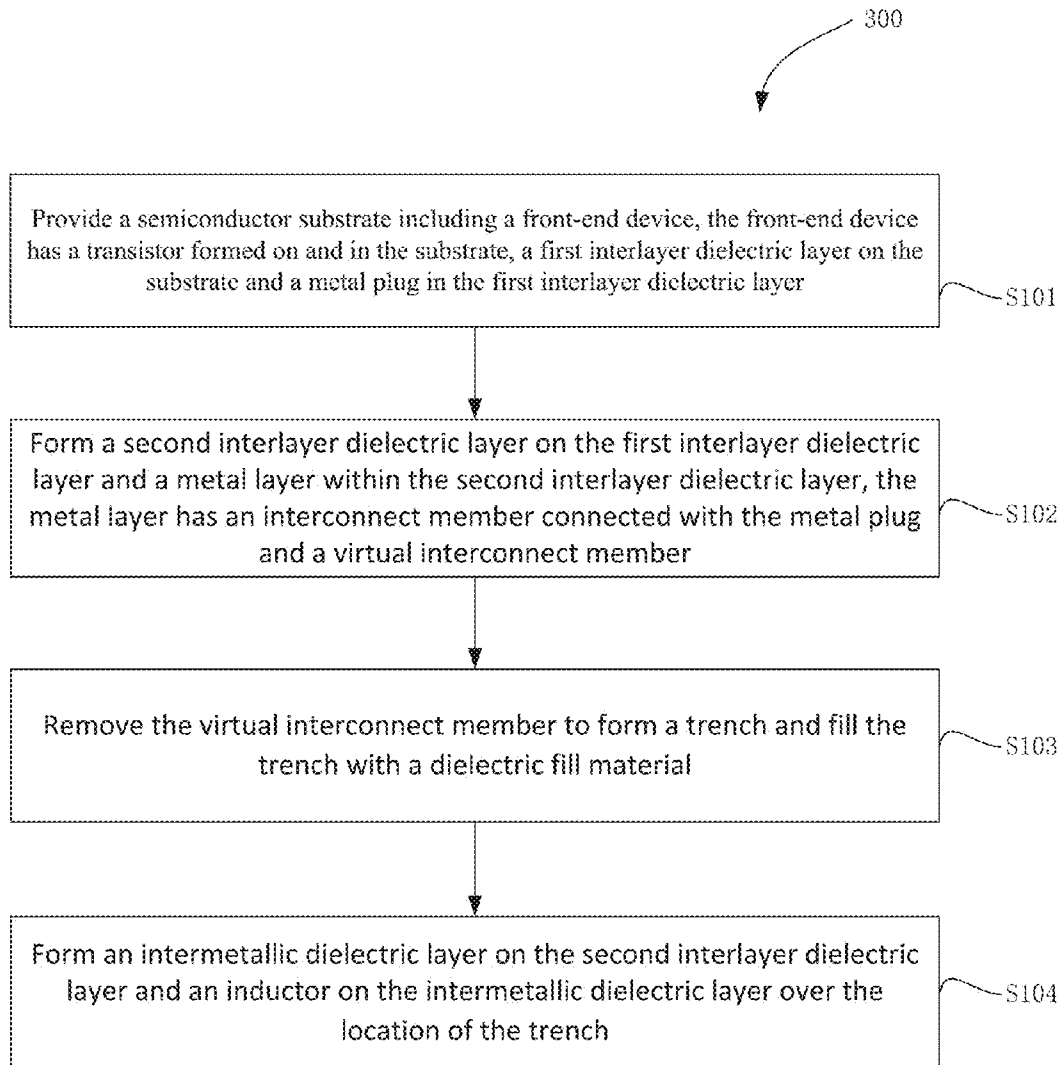 300
Provide a semiconductor substrate including a front-end device, the front-end device
has a transistor formed on and in the substrate, a first interlayer dielectric layer on the
substrate and a metal plug in the first interlayer dielectric layer
S101
Form a second interlayer dielectric layer on the first interlayer dielectric
layer and a metal layer within the second interlayer dielectric layer, the
metal layer has an interconnect member connected with the metal plug
and a virtual interconnect member
S102
Remove the virtual interconnect member to form a trench and fill the
trench with a dielectric fill material
S103
Form an intermetallic dielectric layer on the second interlayer dielectric
layer and an inductor on the intermetallic dielectric layer over the
location of the trench
S104